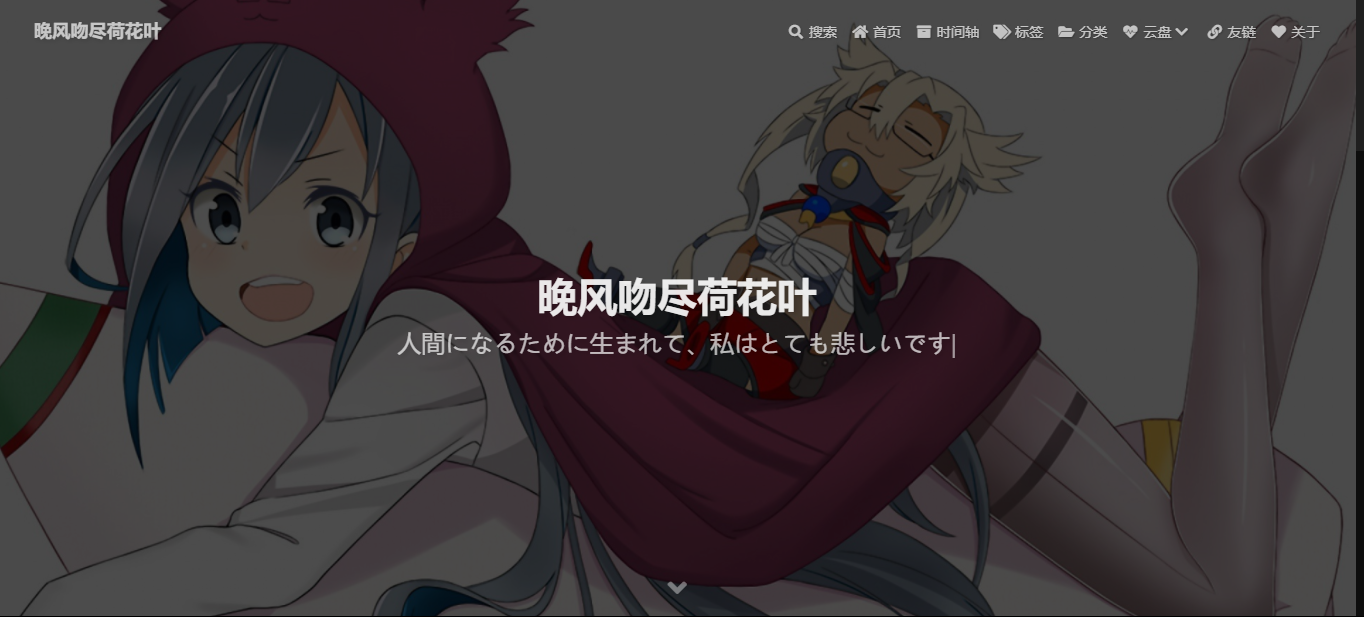 晚风吻尽荷花叶
搜索 首页 时间轴 标签 分类 云盘 友链 关于
晚风吻尽荷花叶
人間になるために生まれて、私はとても悲しいです|